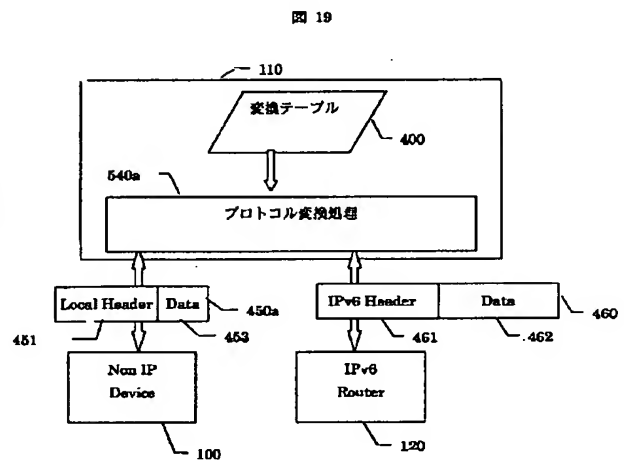 図 19
110
変換テーブル
400
540a
プロトコル変換処理
Local Header
Data
450a
IPv6 Header
Data
460
451
453
461
.462
Non IP
Device
IPv6
Router
100
120